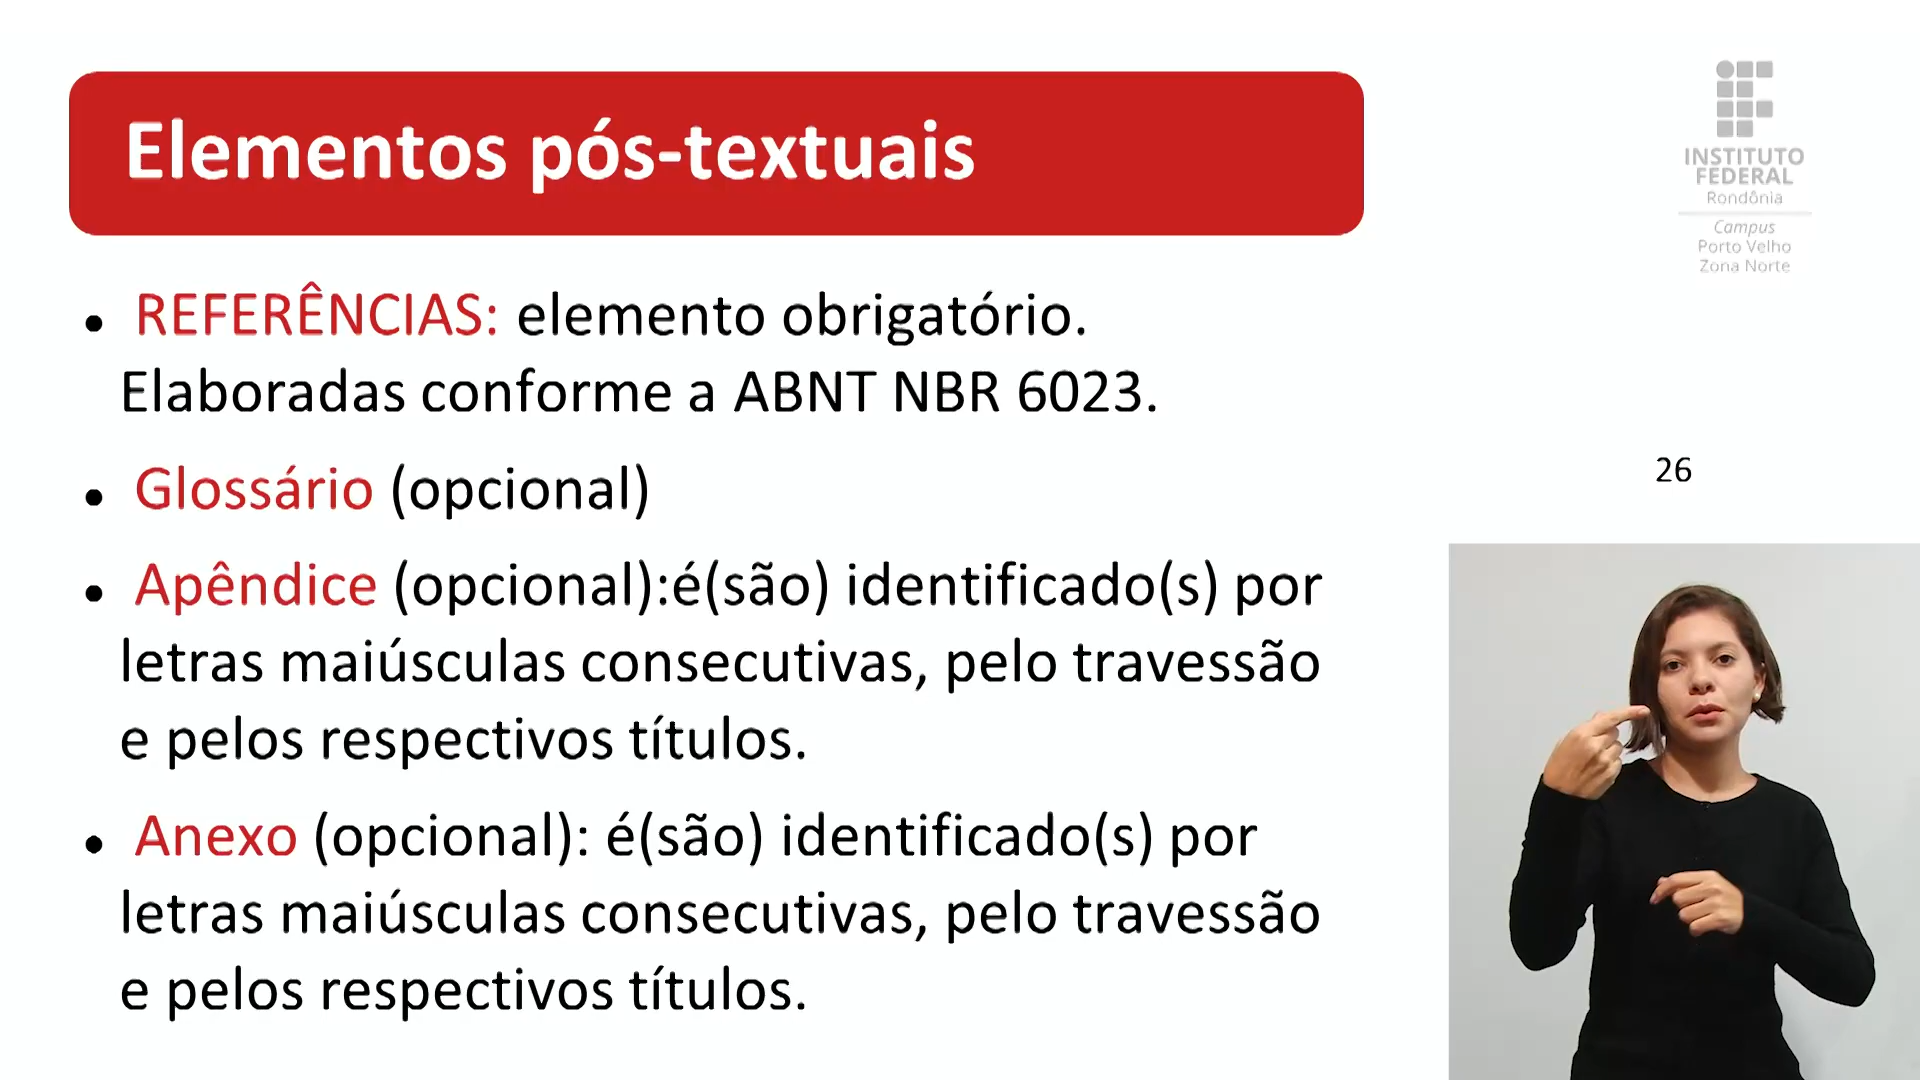 Elementos pós-textuais
INSTITUTO
FEDERAL
Rondônia
Campus
Porto Velho
Zona Norte
• REFERÊNCIAS: elemento obrigatório.
Elaboradas conforme a ABNT NBR 6023.
• Glossário (opcional)
• Apêndice (opcional):é(são) identificado(s) por
letras maiúsculas consecutivas, pelo travessão
e pelos respectivos títulos.
• Anexo (opcional): é(são) identificado(s) por
letras maiúsculas consecutivas, pelo travessão
e pelos respectivos títulos.
26